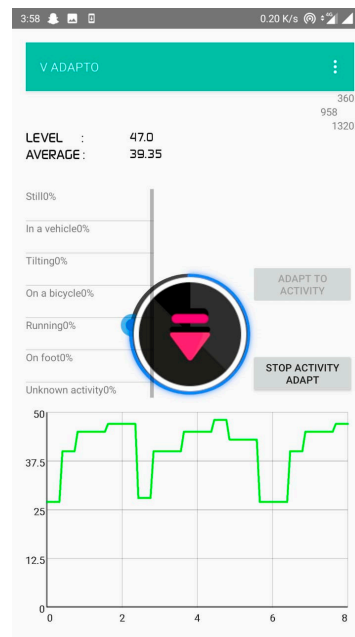 3:58 0.20 K/s 4G
V ADAPTO
360
958
1320
LEVEL : 47.0
AVERAGE : 39.35
Still0%
In a vehicle0%
Tilting0%
On a bicycle0%
Running0%
On foot0%
Unknown activity0%
ADAPT TO
ACTIVITY
STOP ACTIVITY
ADAPT
50
37.5
25
12.5
0
0 2 4 6 8